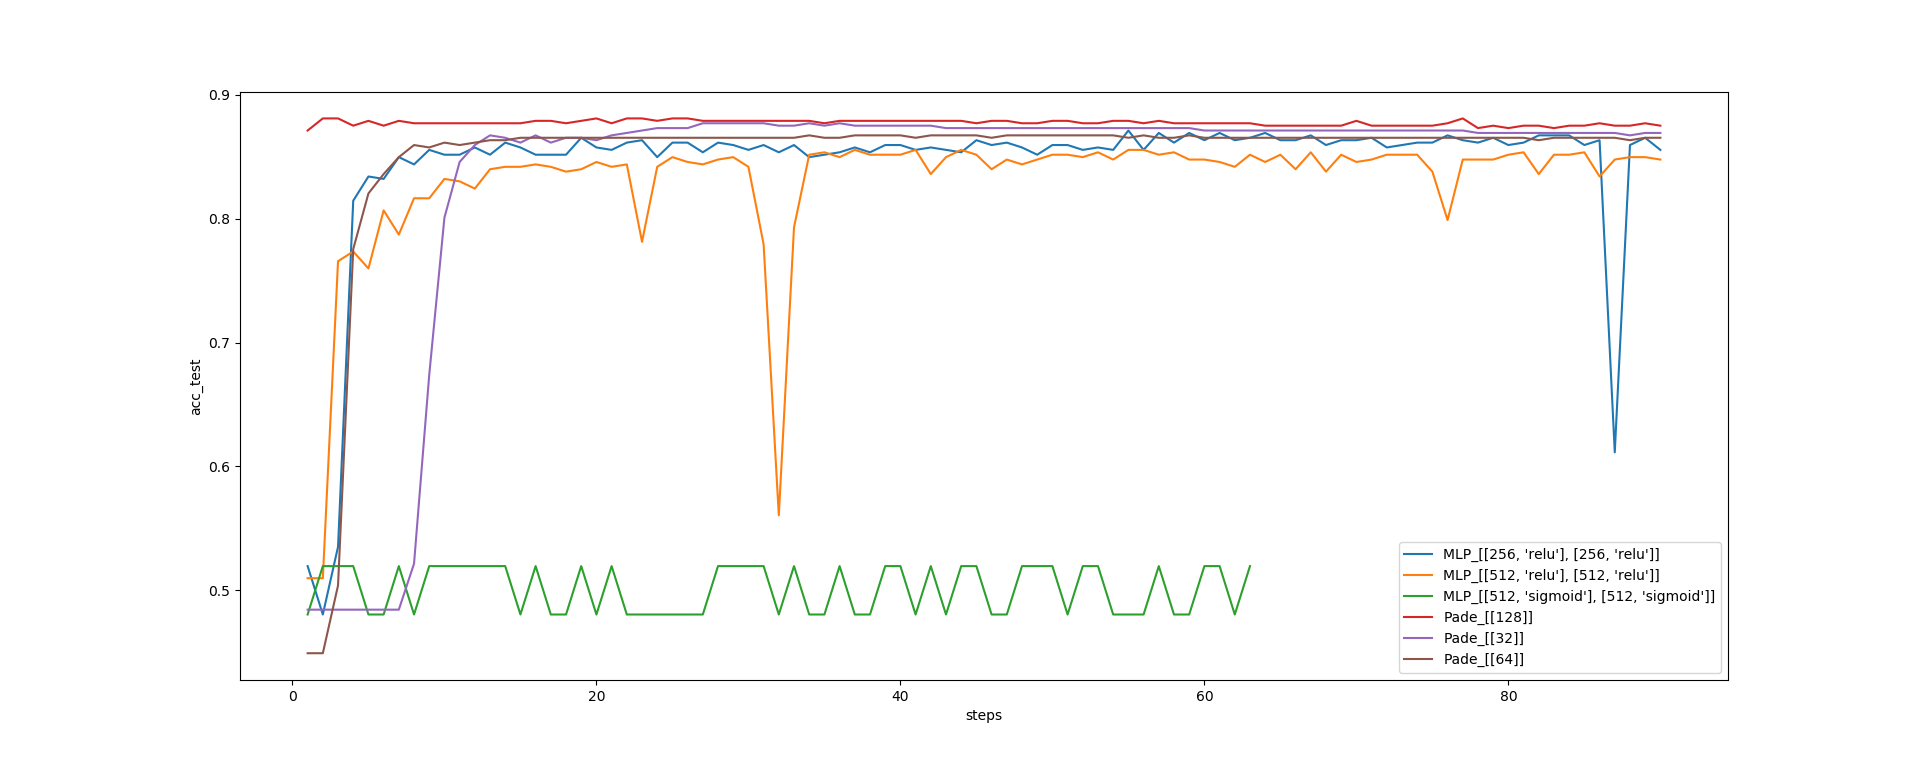 0.9
0.8
0.7
0.6
0.5
acc_test
0
20
40
60
80
steps
MLP_[[256, 'relu'], [256, 'relu']]
MLP_[[512, 'relu'], [512, 'relu']]
MLP_[[512, 'sigmoid'], [512, 'sigmoid']]
Pade_[[128]]
Pade_[[32]]
Pade_[[64]]